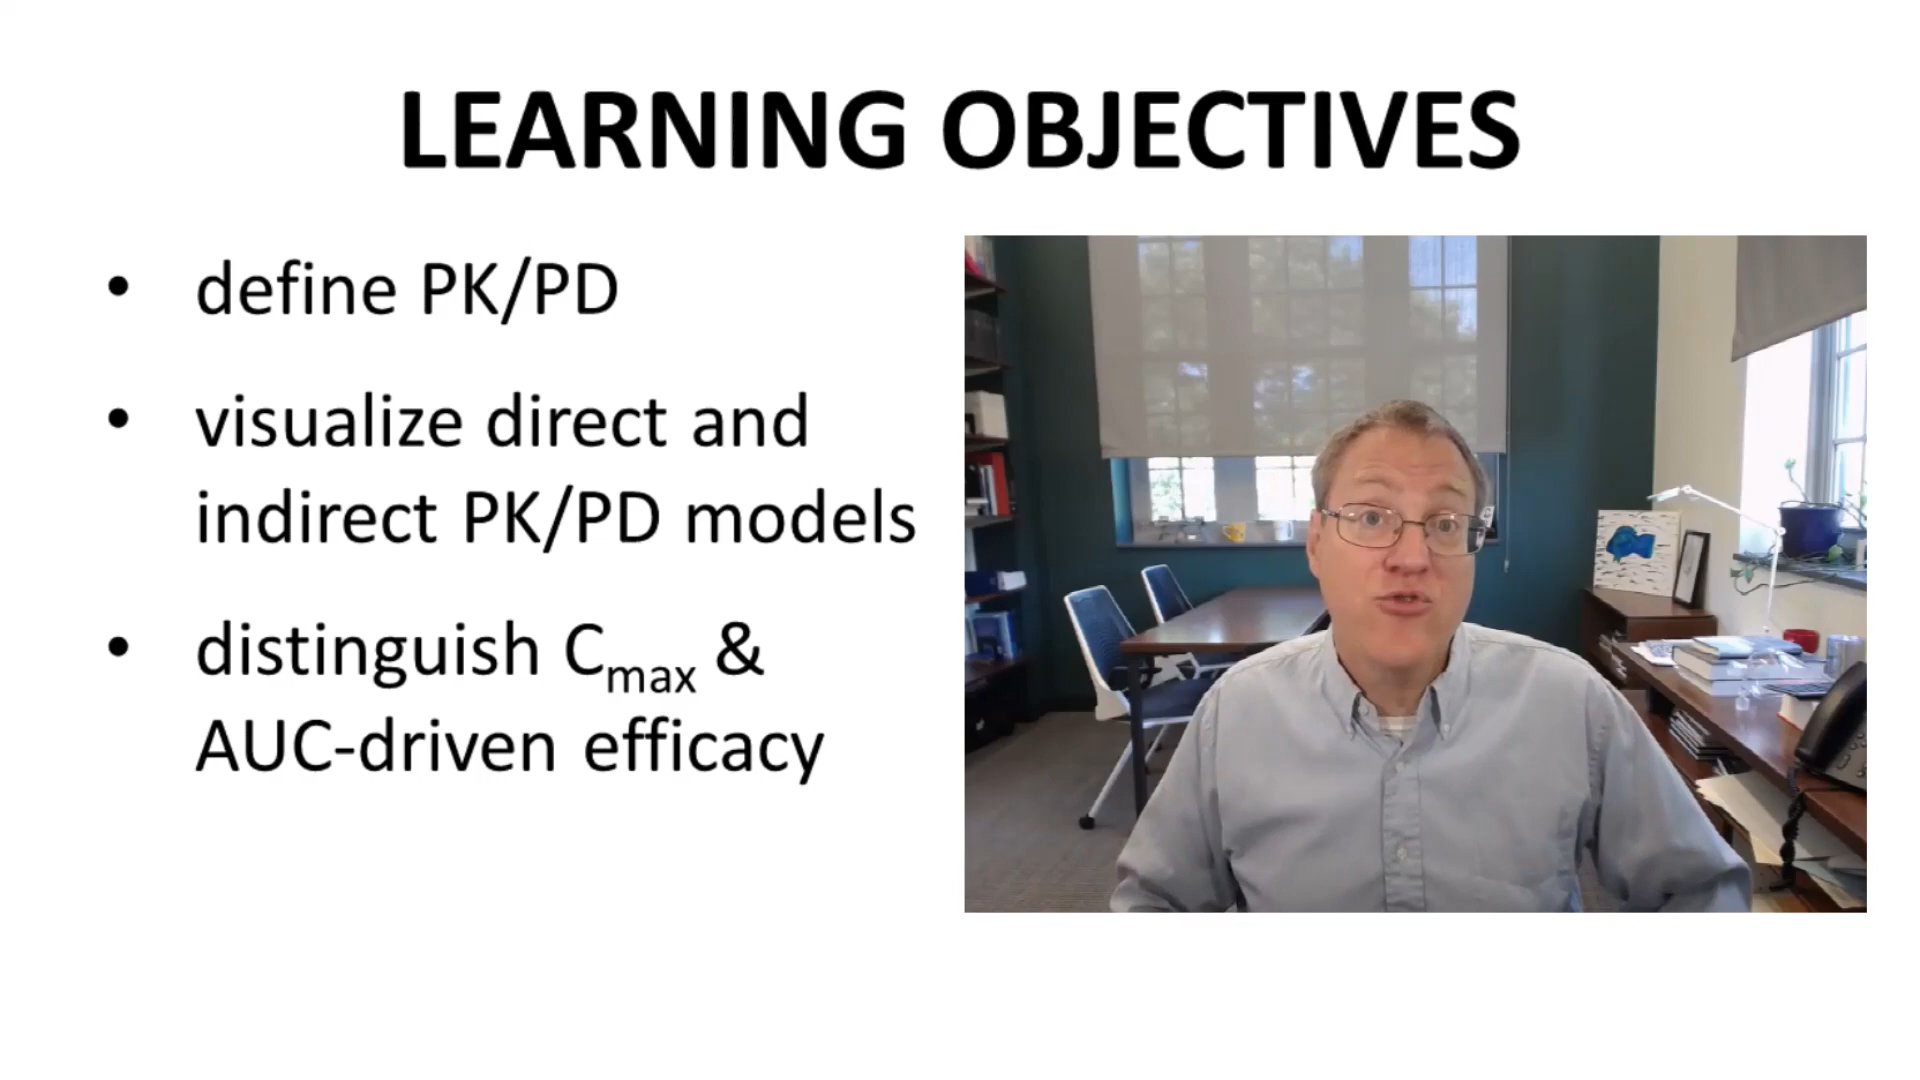 LEARNING OBJECTIVES
• define PK/PD
• visualize direct and
indirect PK/PD models
• distinguish Cmax &
AUC-driven efficacy